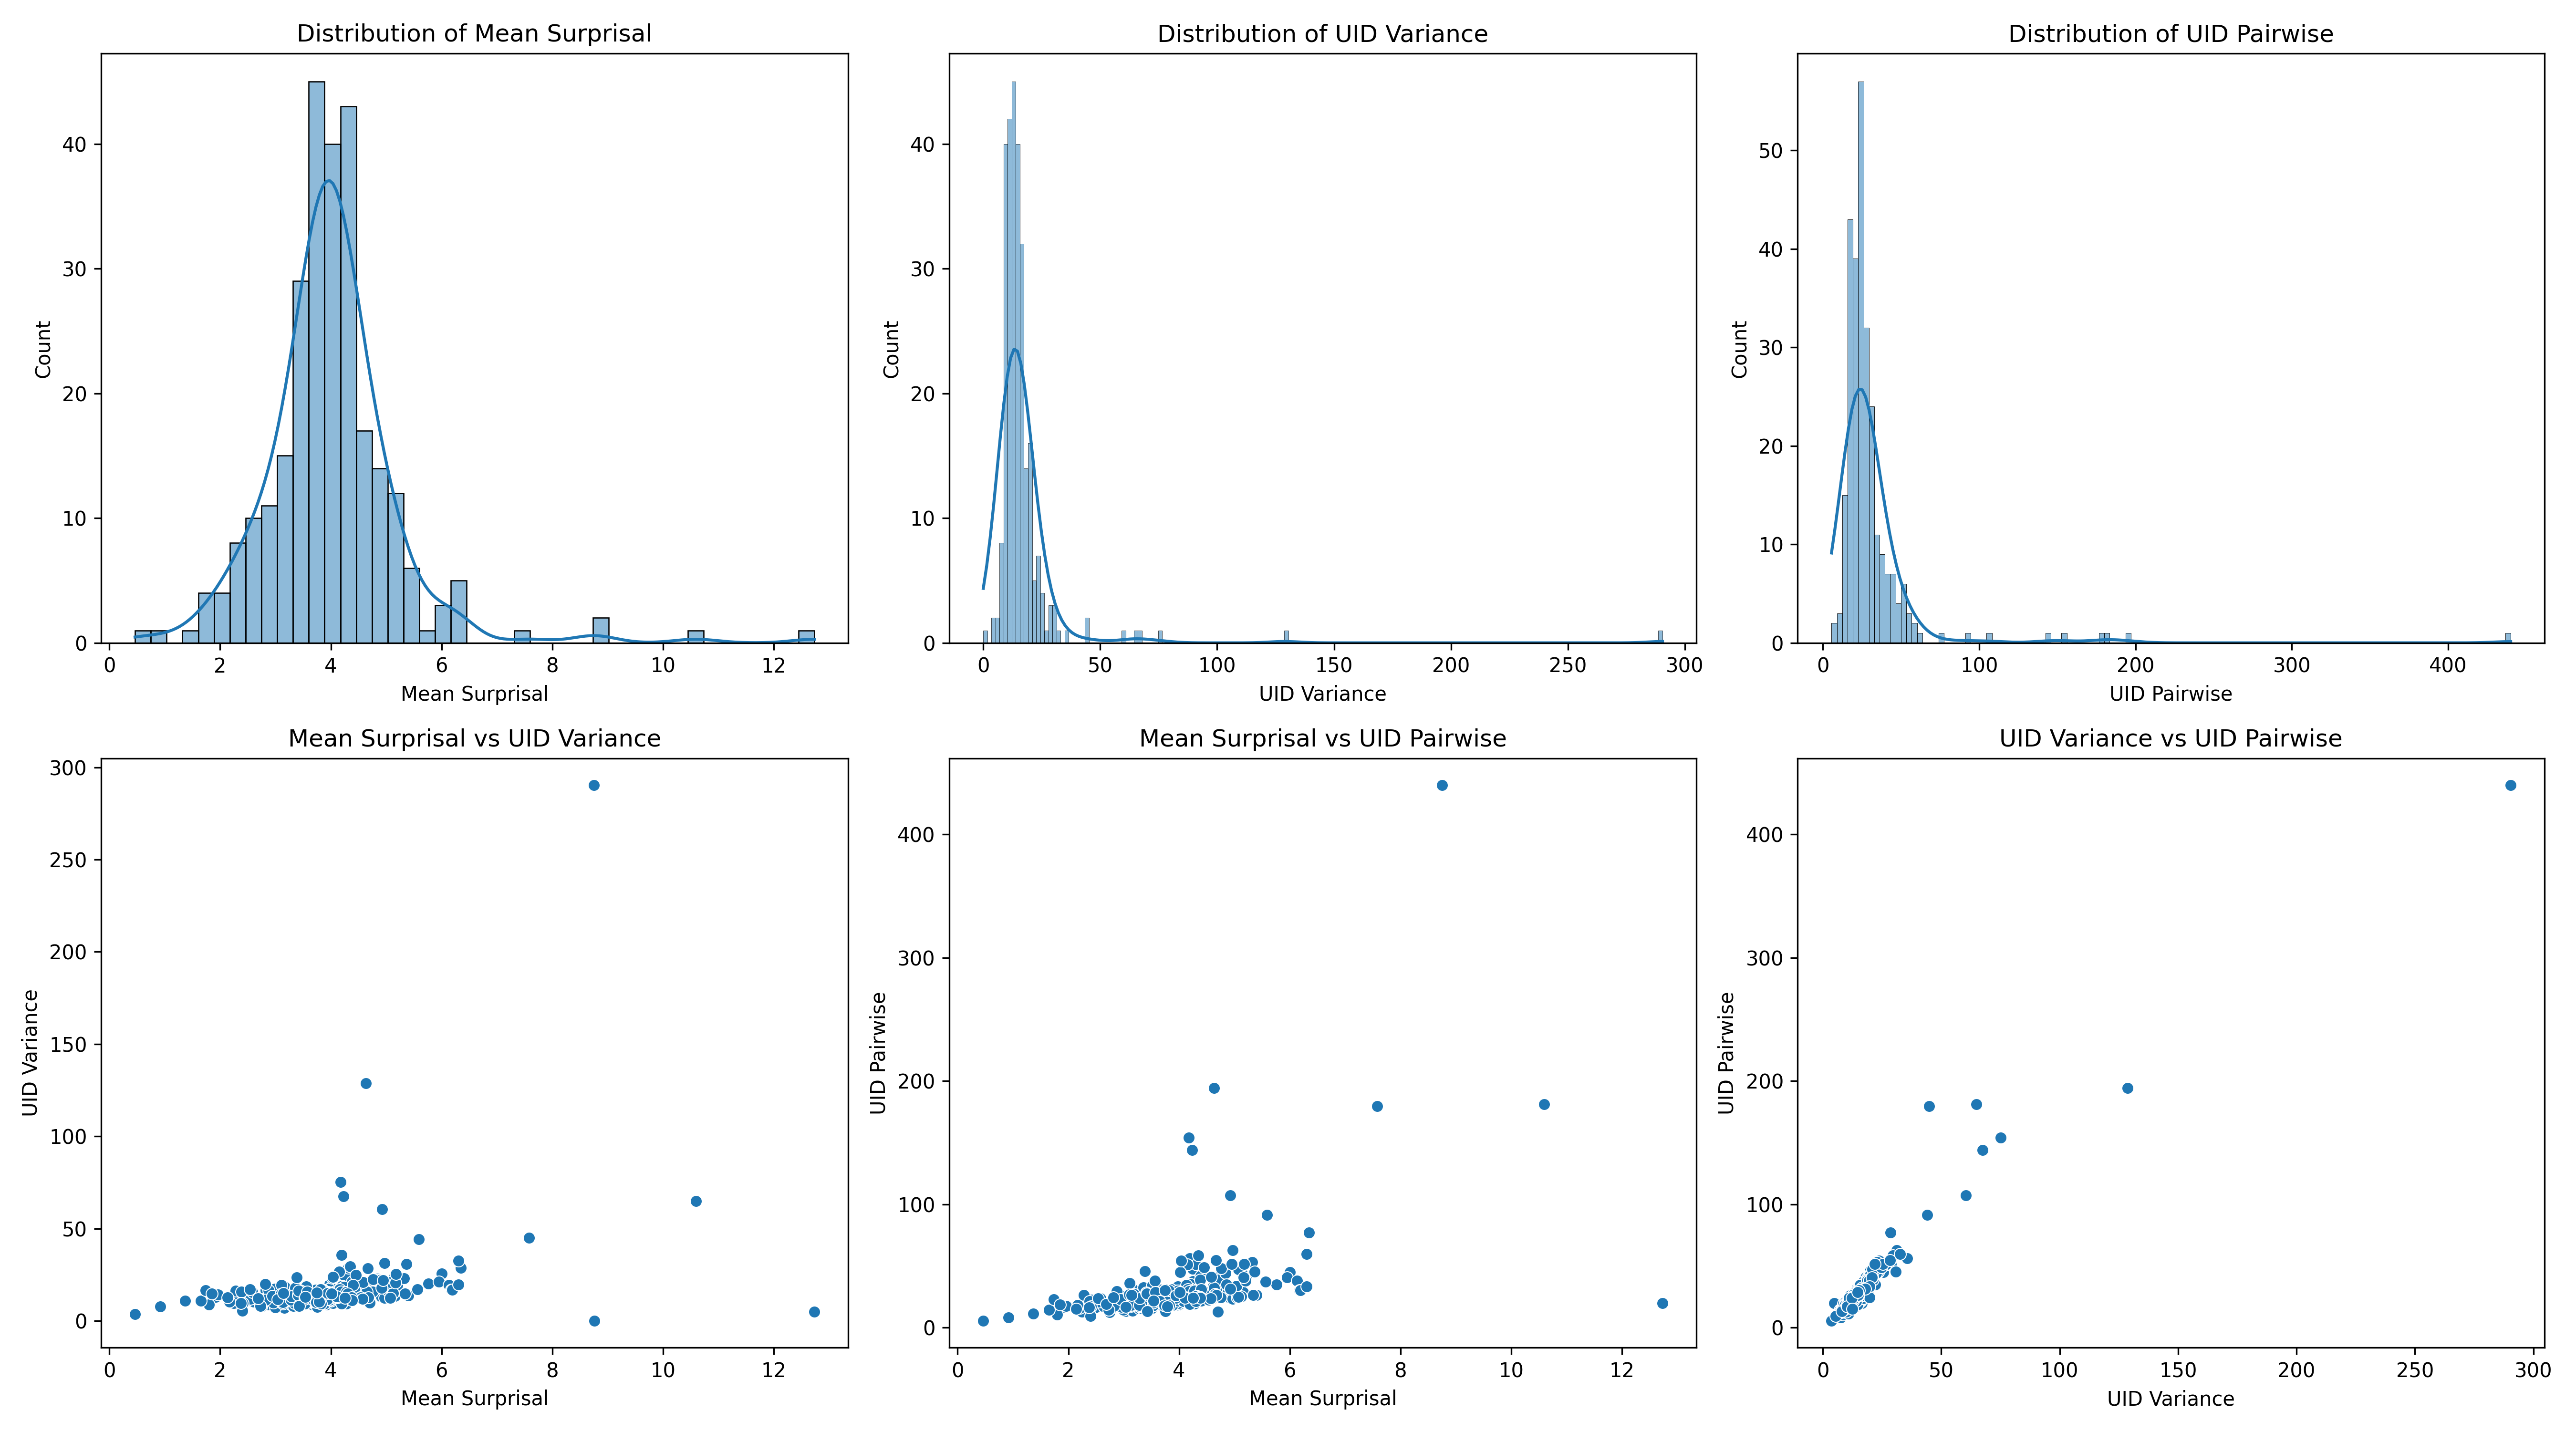 Distribution of Mean Surprisal
Count
40
30
20
10
0
0 2 4 6 8 10 12
Mean Surprisal
Distribution of UID Variance
Count
40
30
20
10
0
0 50 100 150 200 250 300
UID Variance
Distribution of UID Pairwise
Count
50
40
30
20
10
0
0 100 200 300 400
UID Pairwise
Mean Surprisal vs UID Variance
UID Variance
300
250
200
150
100
50
0
0 2 4 6 8 10 12
Mean Surprisal
Mean Surprisal vs UID Pairwise
UID Pairwise
400
300
200
100
0
0 2 4 6 8 10 12
Mean Surprisal
UID Variance vs UID Pairwise
UID Pairwise
400
300
200
100
0
0 50 100 150 200 250 300
UID Variance